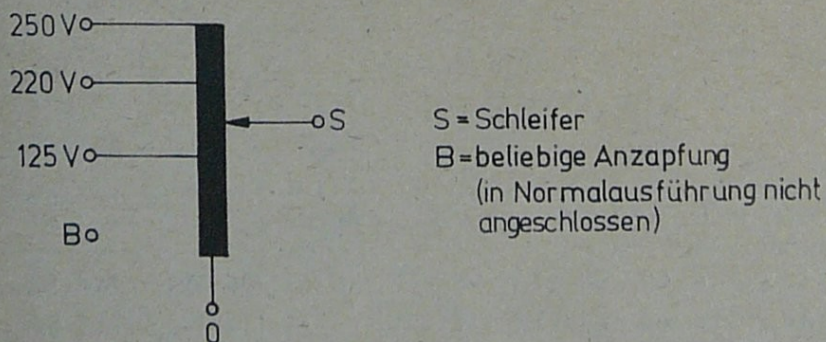 250 V
220 V
S
S = Schleifer
125 V
B = beliebige Anzapfung
(in Normalausführung nicht
angeschlossen)
B
0